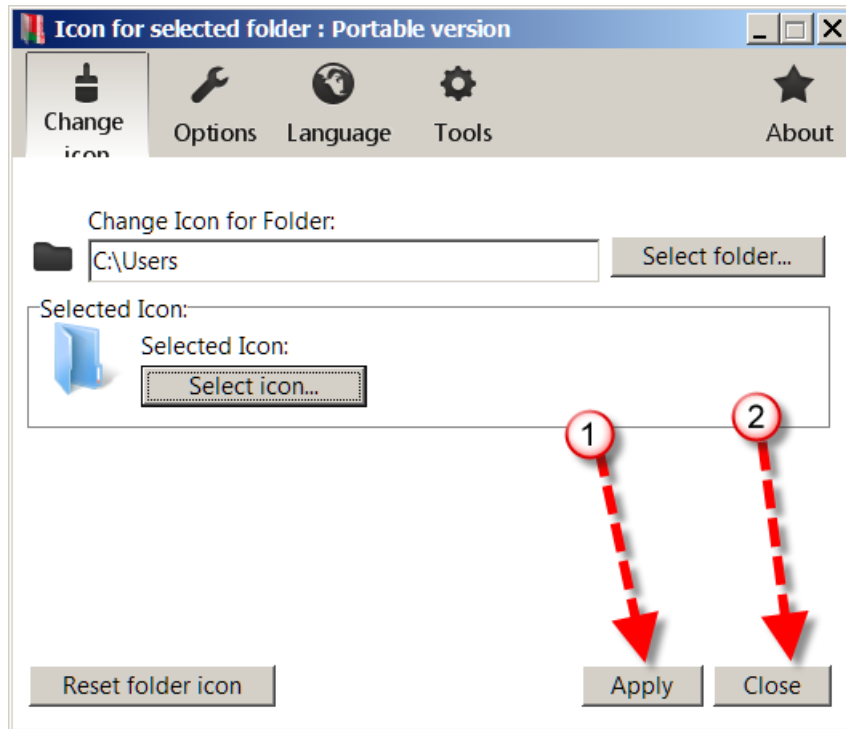 Icon for selected folder : Portable version
Change
icon
Options
Language
Tools
About
Change Icon for Folder:
C:\Users
Select folder...
Selected Icon:
Selected Icon:
Select icon...
1
2
Reset folder icon
Apply
Close